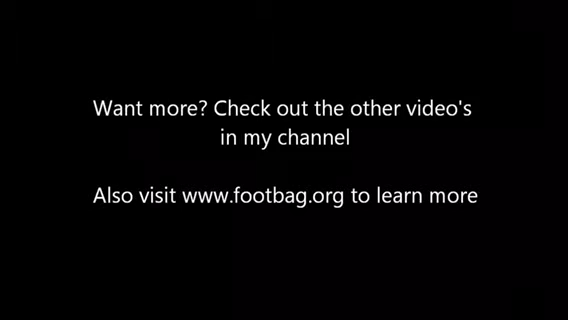 Want more? Check out the other video's
in my channel
Also visit www.footbag.org to learn more